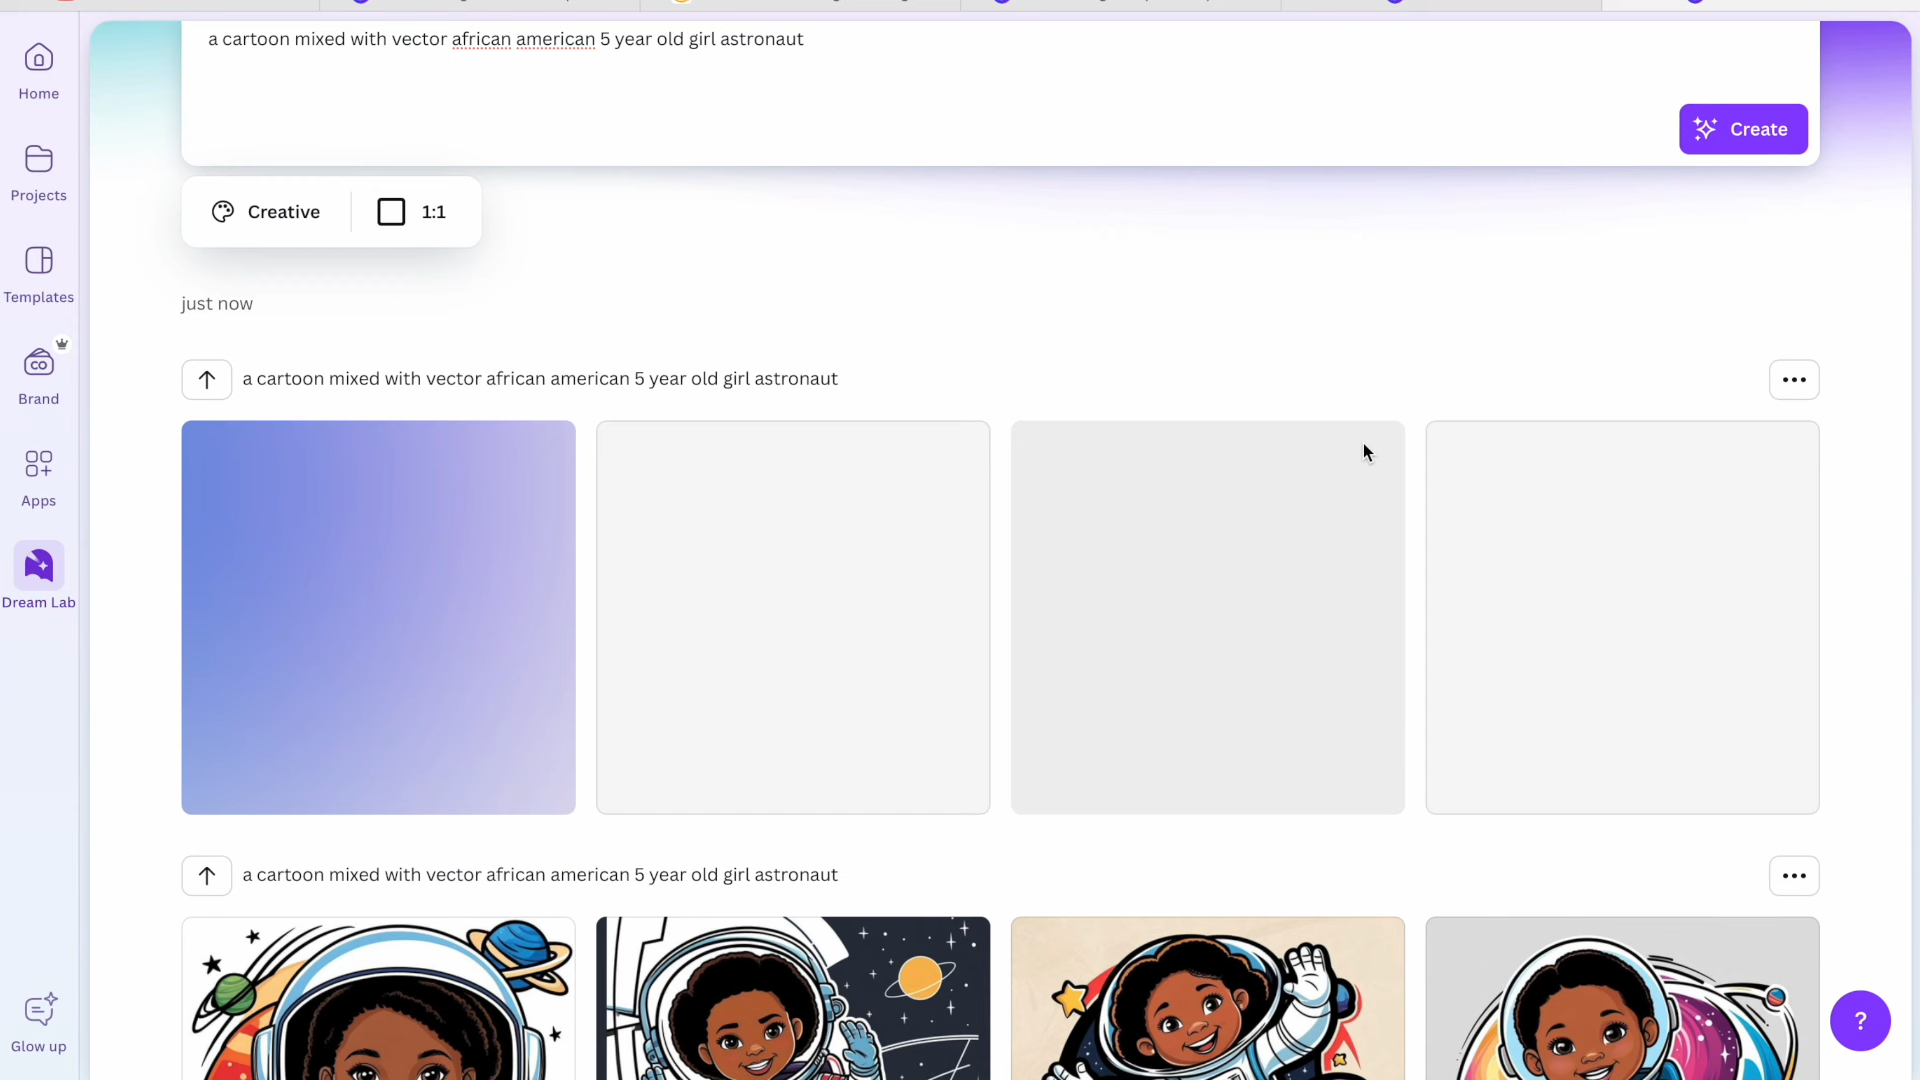 a cartoon mixed with vector african american 5 year old girl astronaut
Create
Home
Projects
Templates
CO
Brand
Apps
Dream Lab
Glow up
Creative
1:1
just now
a cartoon mixed with vector african american 5 year old girl astronaut
a cartoon mixed with vector african american 5 year old girl astronaut
?